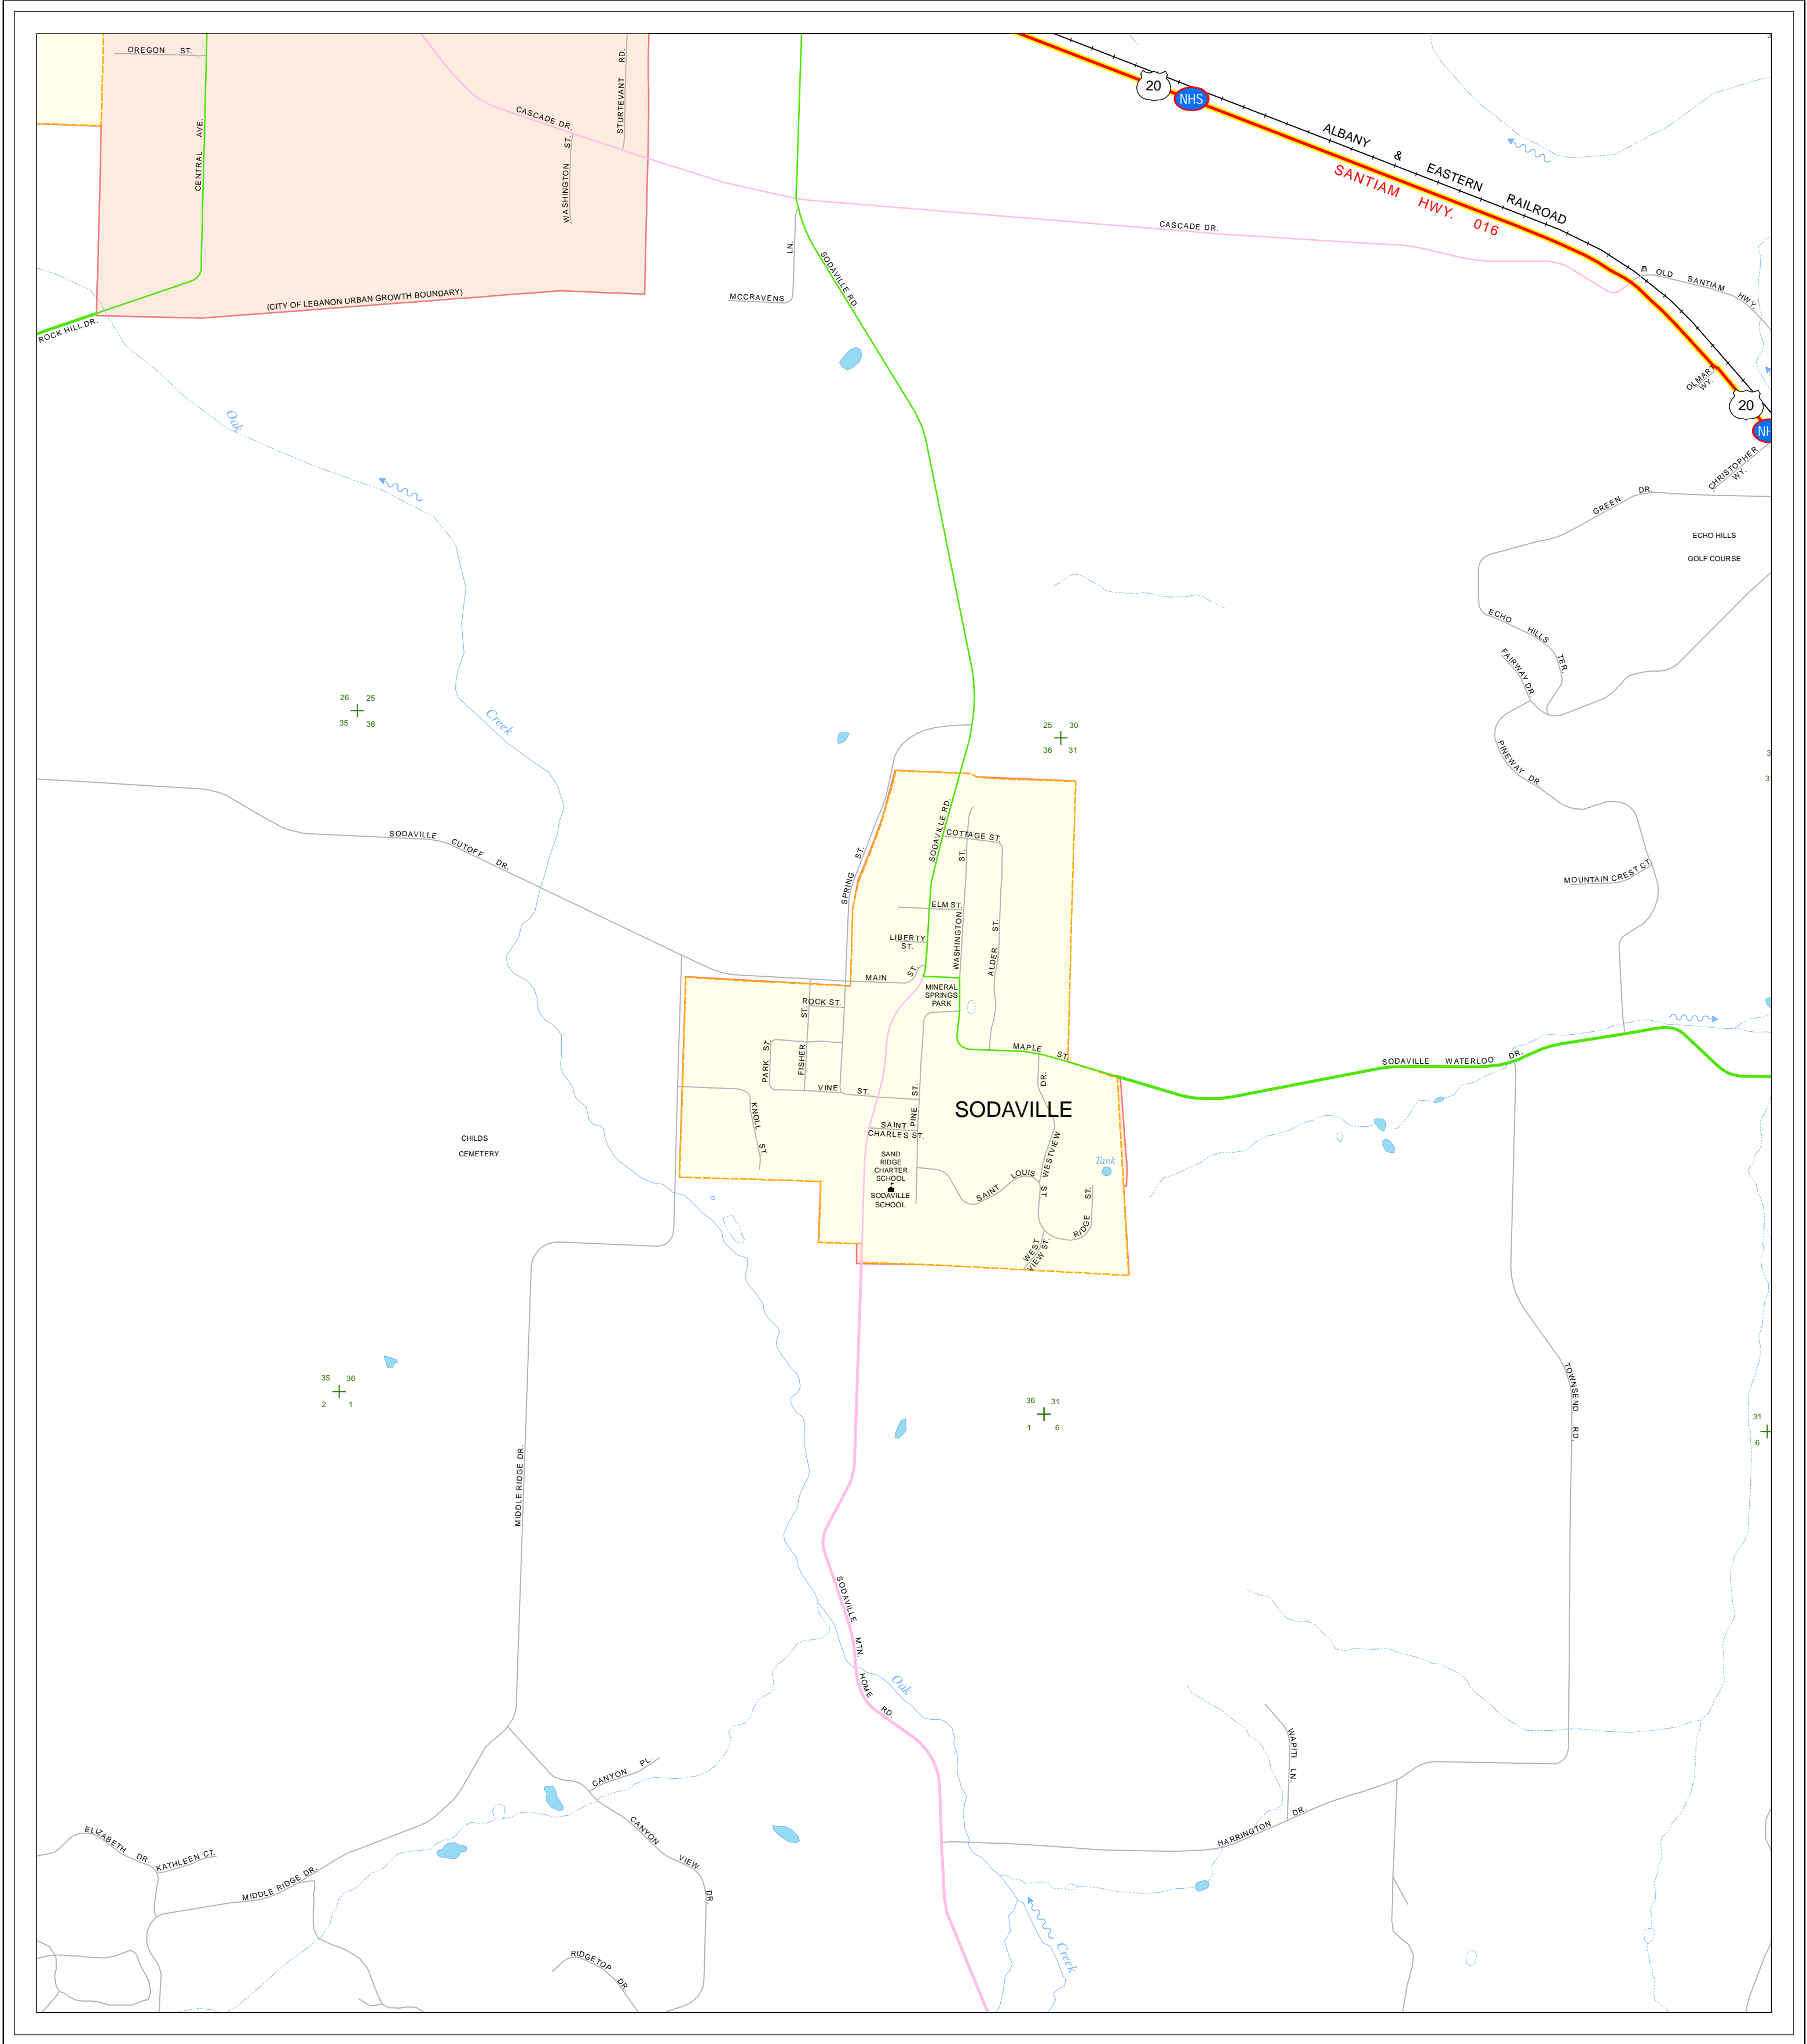 OREGON ST.
CENTRAL AVE.
CASCADE DR.
STURTEVANT RD.
WASHINGTON ST.
(CITY OF LEBANON URBAN GROWTH BOUNDARY)
ROCK HILL DR.
20
NHS
ALBANY & EASTERN RAILROAD
SANTIAM HWY. 016
CASCADE DR.
MCCRAVENS LN.
SODAVILLE RD.
OLD SANTIAM HWY.
OLMART WY.
20
NH
CHRISTOPHER WY.
GREEN DR.
ECHO HILLS
GOLF COURSE
ECHO HILLS TER.
FAIRWAY DR.
PINEWAY DR.
MOUNTAIN CREST CT.
Oak
Creek
26 25
35 36
25 30
36 31
SODAVILLE CUTOFF DR.
SPRING ST.
SODAVILLE RD.
COTTAGE ST.
WASHINGTON ST.
ELM ST.
LIBERTY
ST.
ALDER ST.
MAIN ST.
MINERAL
SPRINGS
PARK
ROCK ST.
FISHER ST.
PARK ST.
VINE ST.
KNOLL ST.
PINE ST.
MAPLE ST.
SODAVILLE WATERLOO DR.
SODAVILLE
SAINT
CHARLES ST.
SAND
RIDGE
CHARTER
SCHOOL
SODAVILLE
SCHOOL
SAINT LOUIS ST.
WESTVIEW DR.
Tank
RIDGE ST.
WEST
VIEW ST.
CHILDS
CEMETERY
35 36
2 1
36 31
1 6
31
6
MIDDLE RIDGE DR.
TOWNSEND RD.
SODAVILLE MTN. HOME RD.
Oak
Creek
WAPITI LN.
HARRINGTON DR.
CANYON PL.
CANYON VIEW DR.
ELIZABETH DR.
KATHLEEN CT.
MIDDLE RIDGE DR.
RIDGETOP DR.